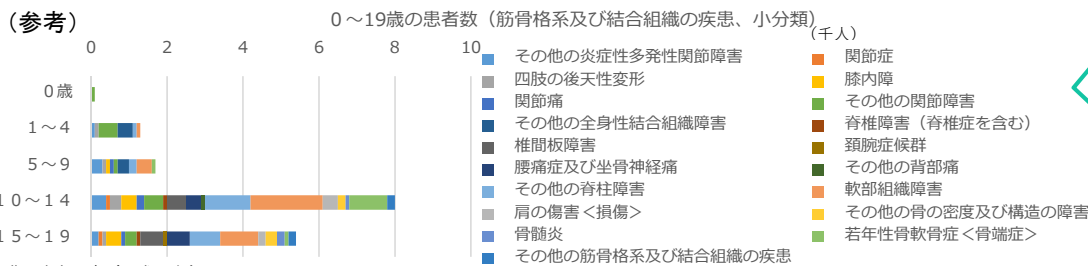 (参考)
0～19歳の患者数（筋骨格系及び結合組織の疾患、小分類）
（千人）
0 2 4 6 8 10
0歳
1～4
5～9
10～14
15～19
その他の炎症性多発性関節障害
関節症
四肢の後天性変形
膝内障
関節痛
その他の関節障害
その他の全身性結合組織障害
脊椎障害（脊椎症を含む）
椎間板障害
頚腕症候群
腰痛症及び坐骨神経痛
その他の背部痛
その他の脊柱障害
軟部組織障害
肩の傷害＜損傷＞
その他の骨の密度及び構造の障害
骨髄炎
若年性骨軟骨症＜骨端症＞
その他の筋骨格系及び結合組織の疾患